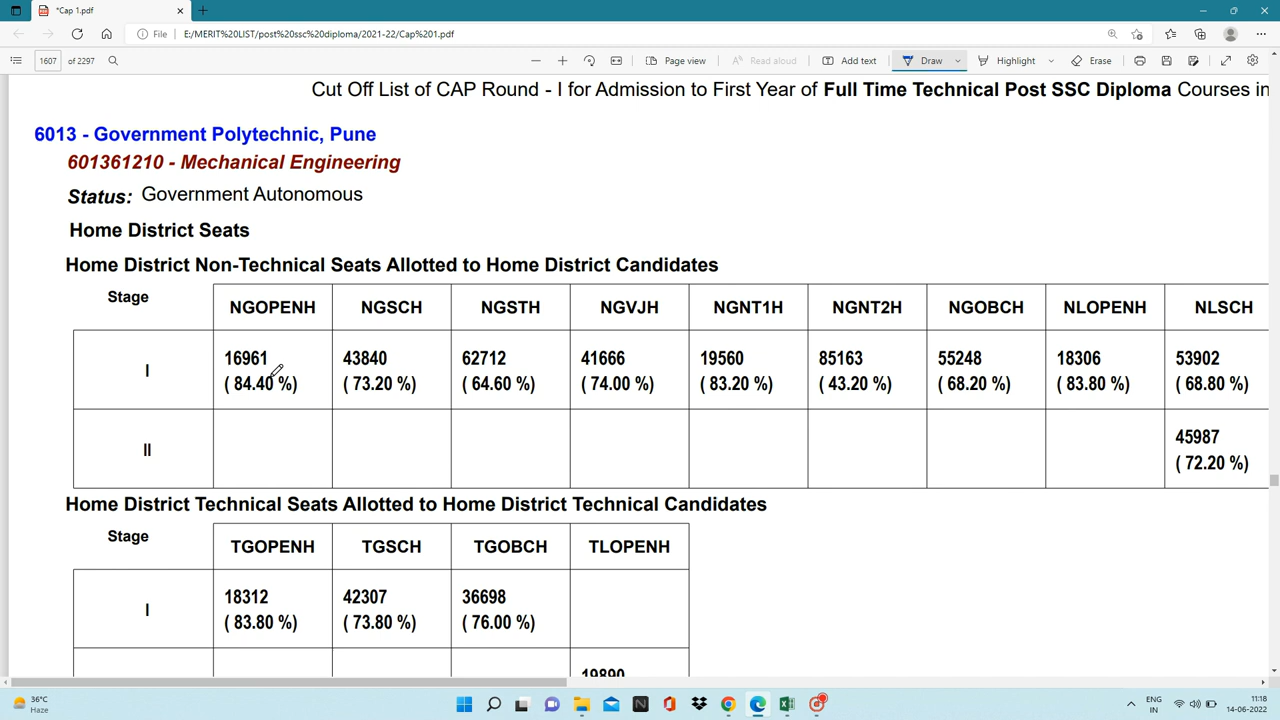 *Cap 1.pdf
File
E:/MERIT%20LIST/post%20ssc%20diploma/2021-22/Cap%201.pdf
1607 of 2297
Page view
Read aloud
Add text
Draw
Highlight
Erase
Cut Off List of CAP Round - I for Admission to First Year of Full Time Technical Post SSC Diploma Courses in
6013 - Government Polytechnic, Pune
601361210 - Mechanical Engineering
Status: Government Autonomous
Home District Seats
Home District Non-Technical Seats Allotted to Home District Candidates
Stage NGOPENH NGSCH NGSTH NGVJH NGNT1H NGNT2H NGOBCH NLOPENH NLSCH
I 16961 43840 62712 41666 19560 85163 55248 18306 53902
( 84.40 %) ( 73.20 %) ( 64.60 %) ( 74.00 %) ( 83.20 %) ( 43.20 %) ( 68.20 %) ( 83.80 %) ( 68.80 %)
II 45987
( 72.20 %)
Home District Technical Seats Allotted to Home District Technical Candidates
Stage TGOPENH TGSCH TGOBCH TLOPENH
I 18312 42307 36698
( 83.80 %) ( 73.80 %) ( 76.00 %)
19890
36°C
Haze
ENG
IN
11:18
14-06-2022